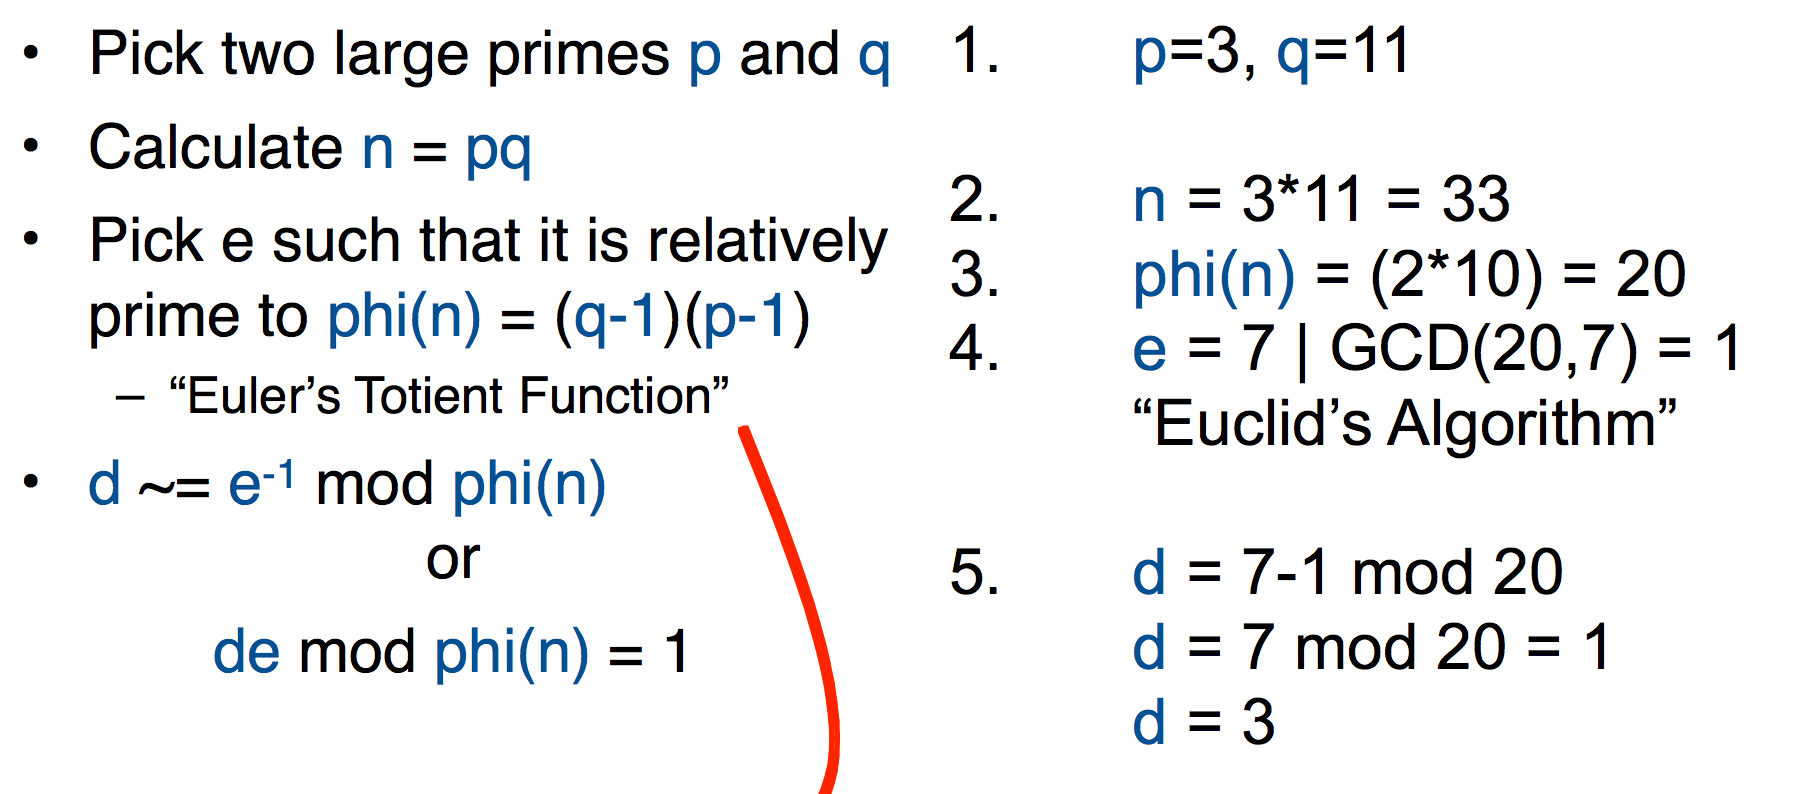 • Pick two large primes p and q
• Calculate n = pq
• Pick e such that it is relatively
prime to phi(n) = (q-1)(p-1)
– “Euler’s Totient Function”
• d ~= e-1 mod phi(n)
or
de mod phi(n) = 1
1. p=3, q=11
2. n = 3*11 = 33
3. phi(n) = (2*10) = 20
4. e = 7 | GCD(20,7) = 1
“Euclid’s Algorithm”
5. d = 7-1 mod 20
d = 7 mod 20 = 1
d = 3